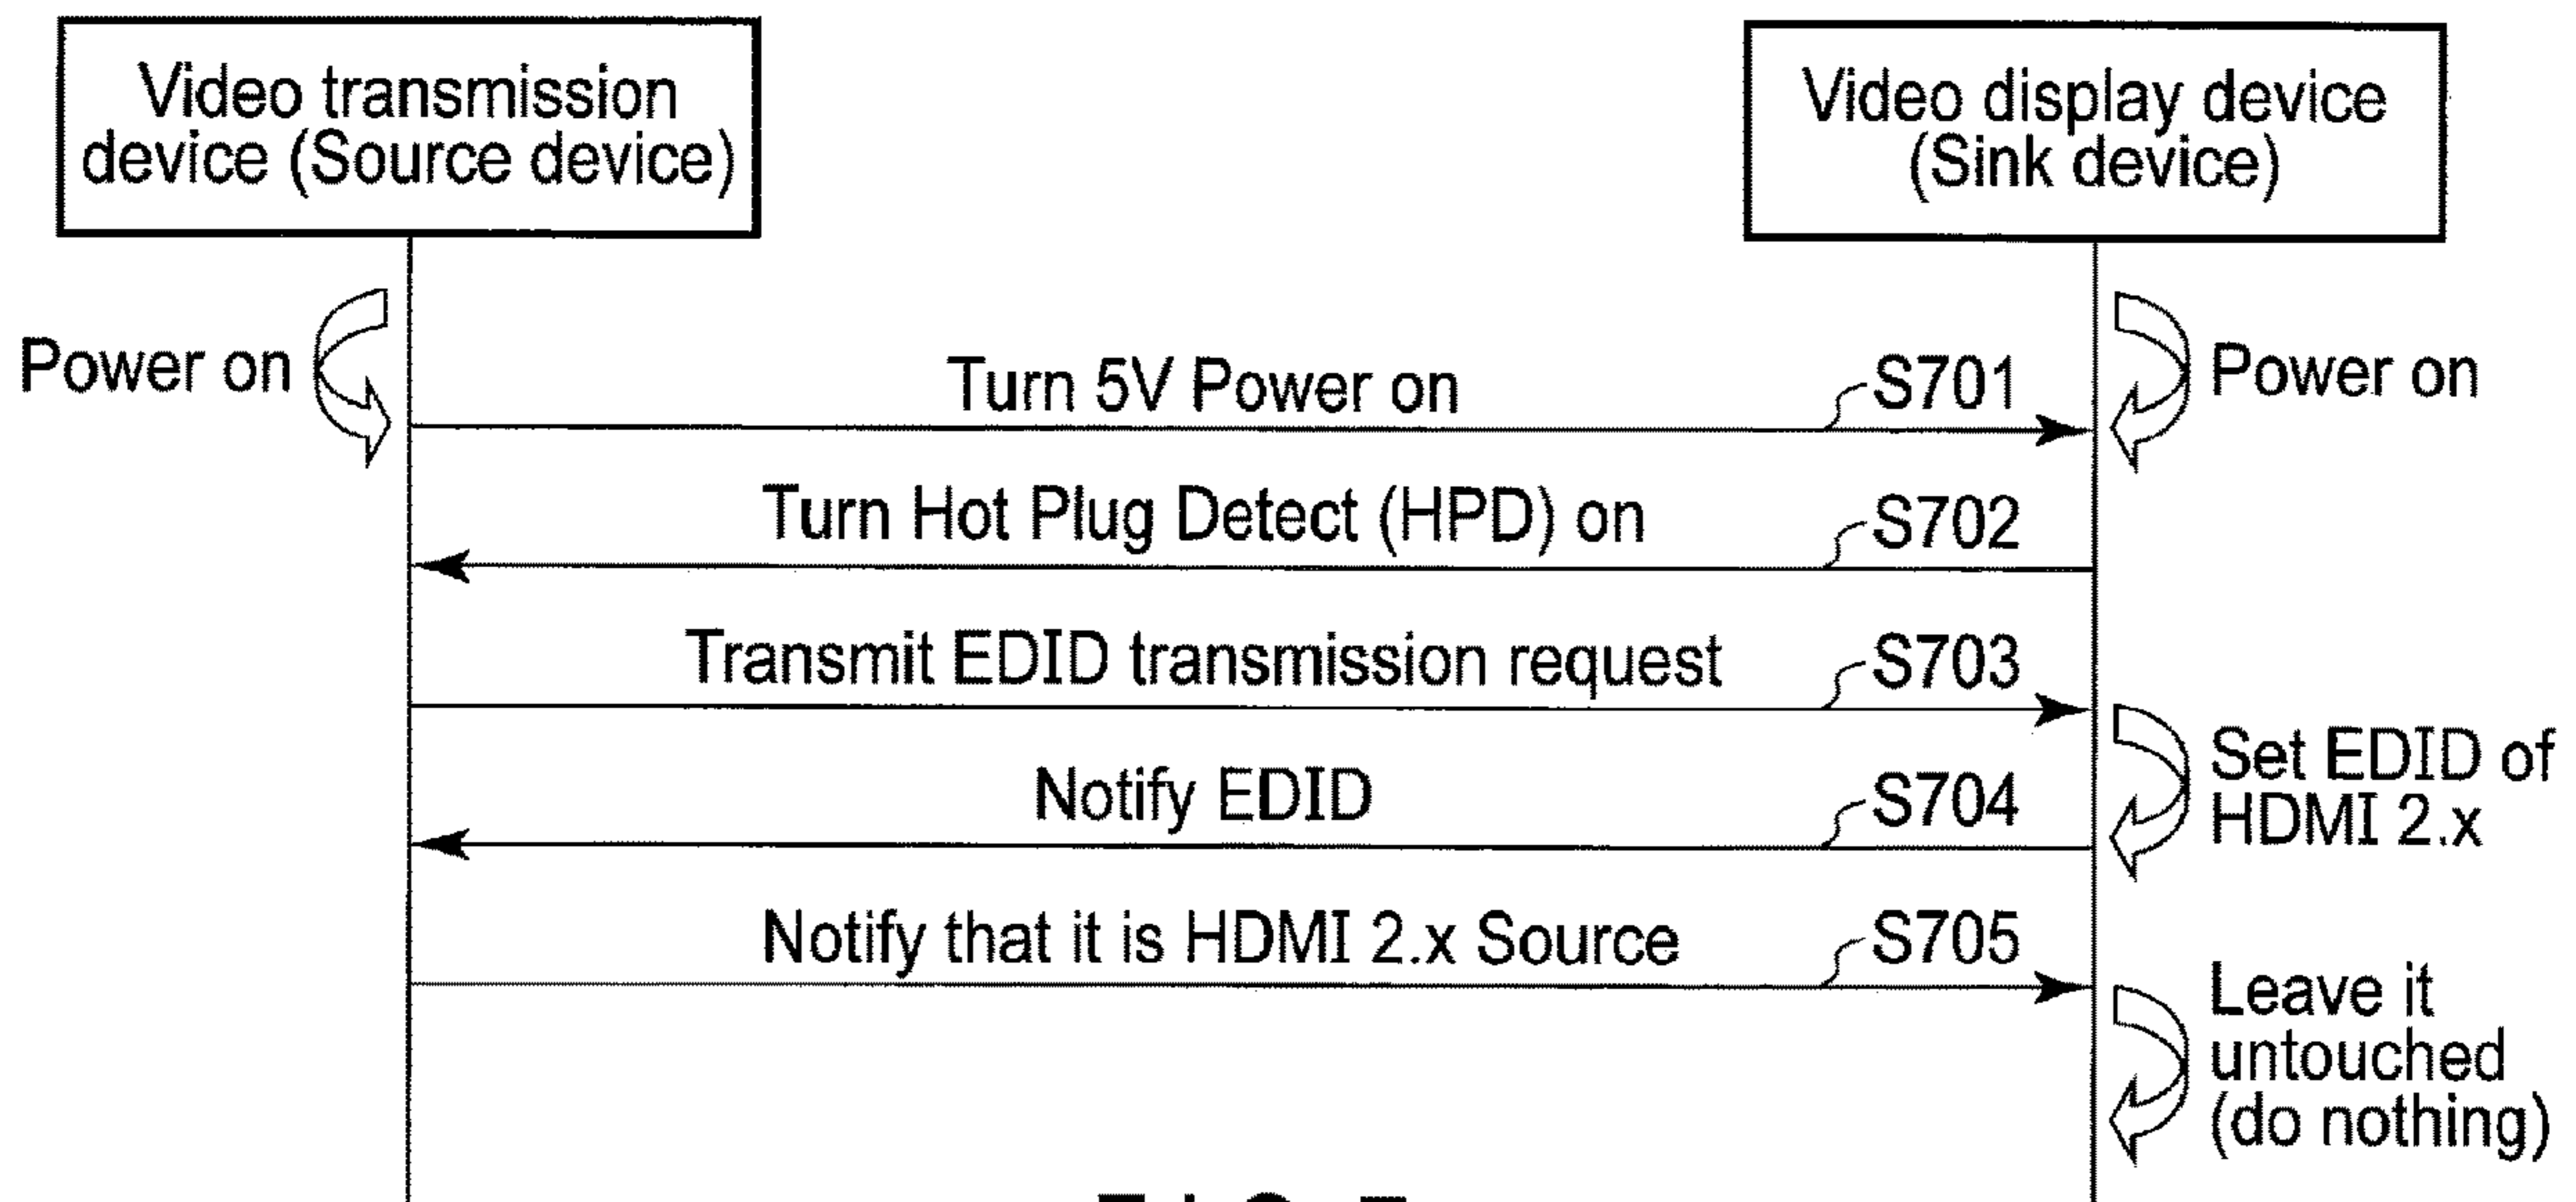 Video transmission
device (Source device)
Video display device
(Sink device)
Power on
Turn 5V Power on
S701
Power on
Turn Hot Plug Detect (HPD) on
S702
Transmit EDID transmission request
S703
Set EDID of
HDMI 2.x
Notify EDID
S704
Notify that it is HDMI 2.x Source
S705
Leave it
untouched
(do nothing)